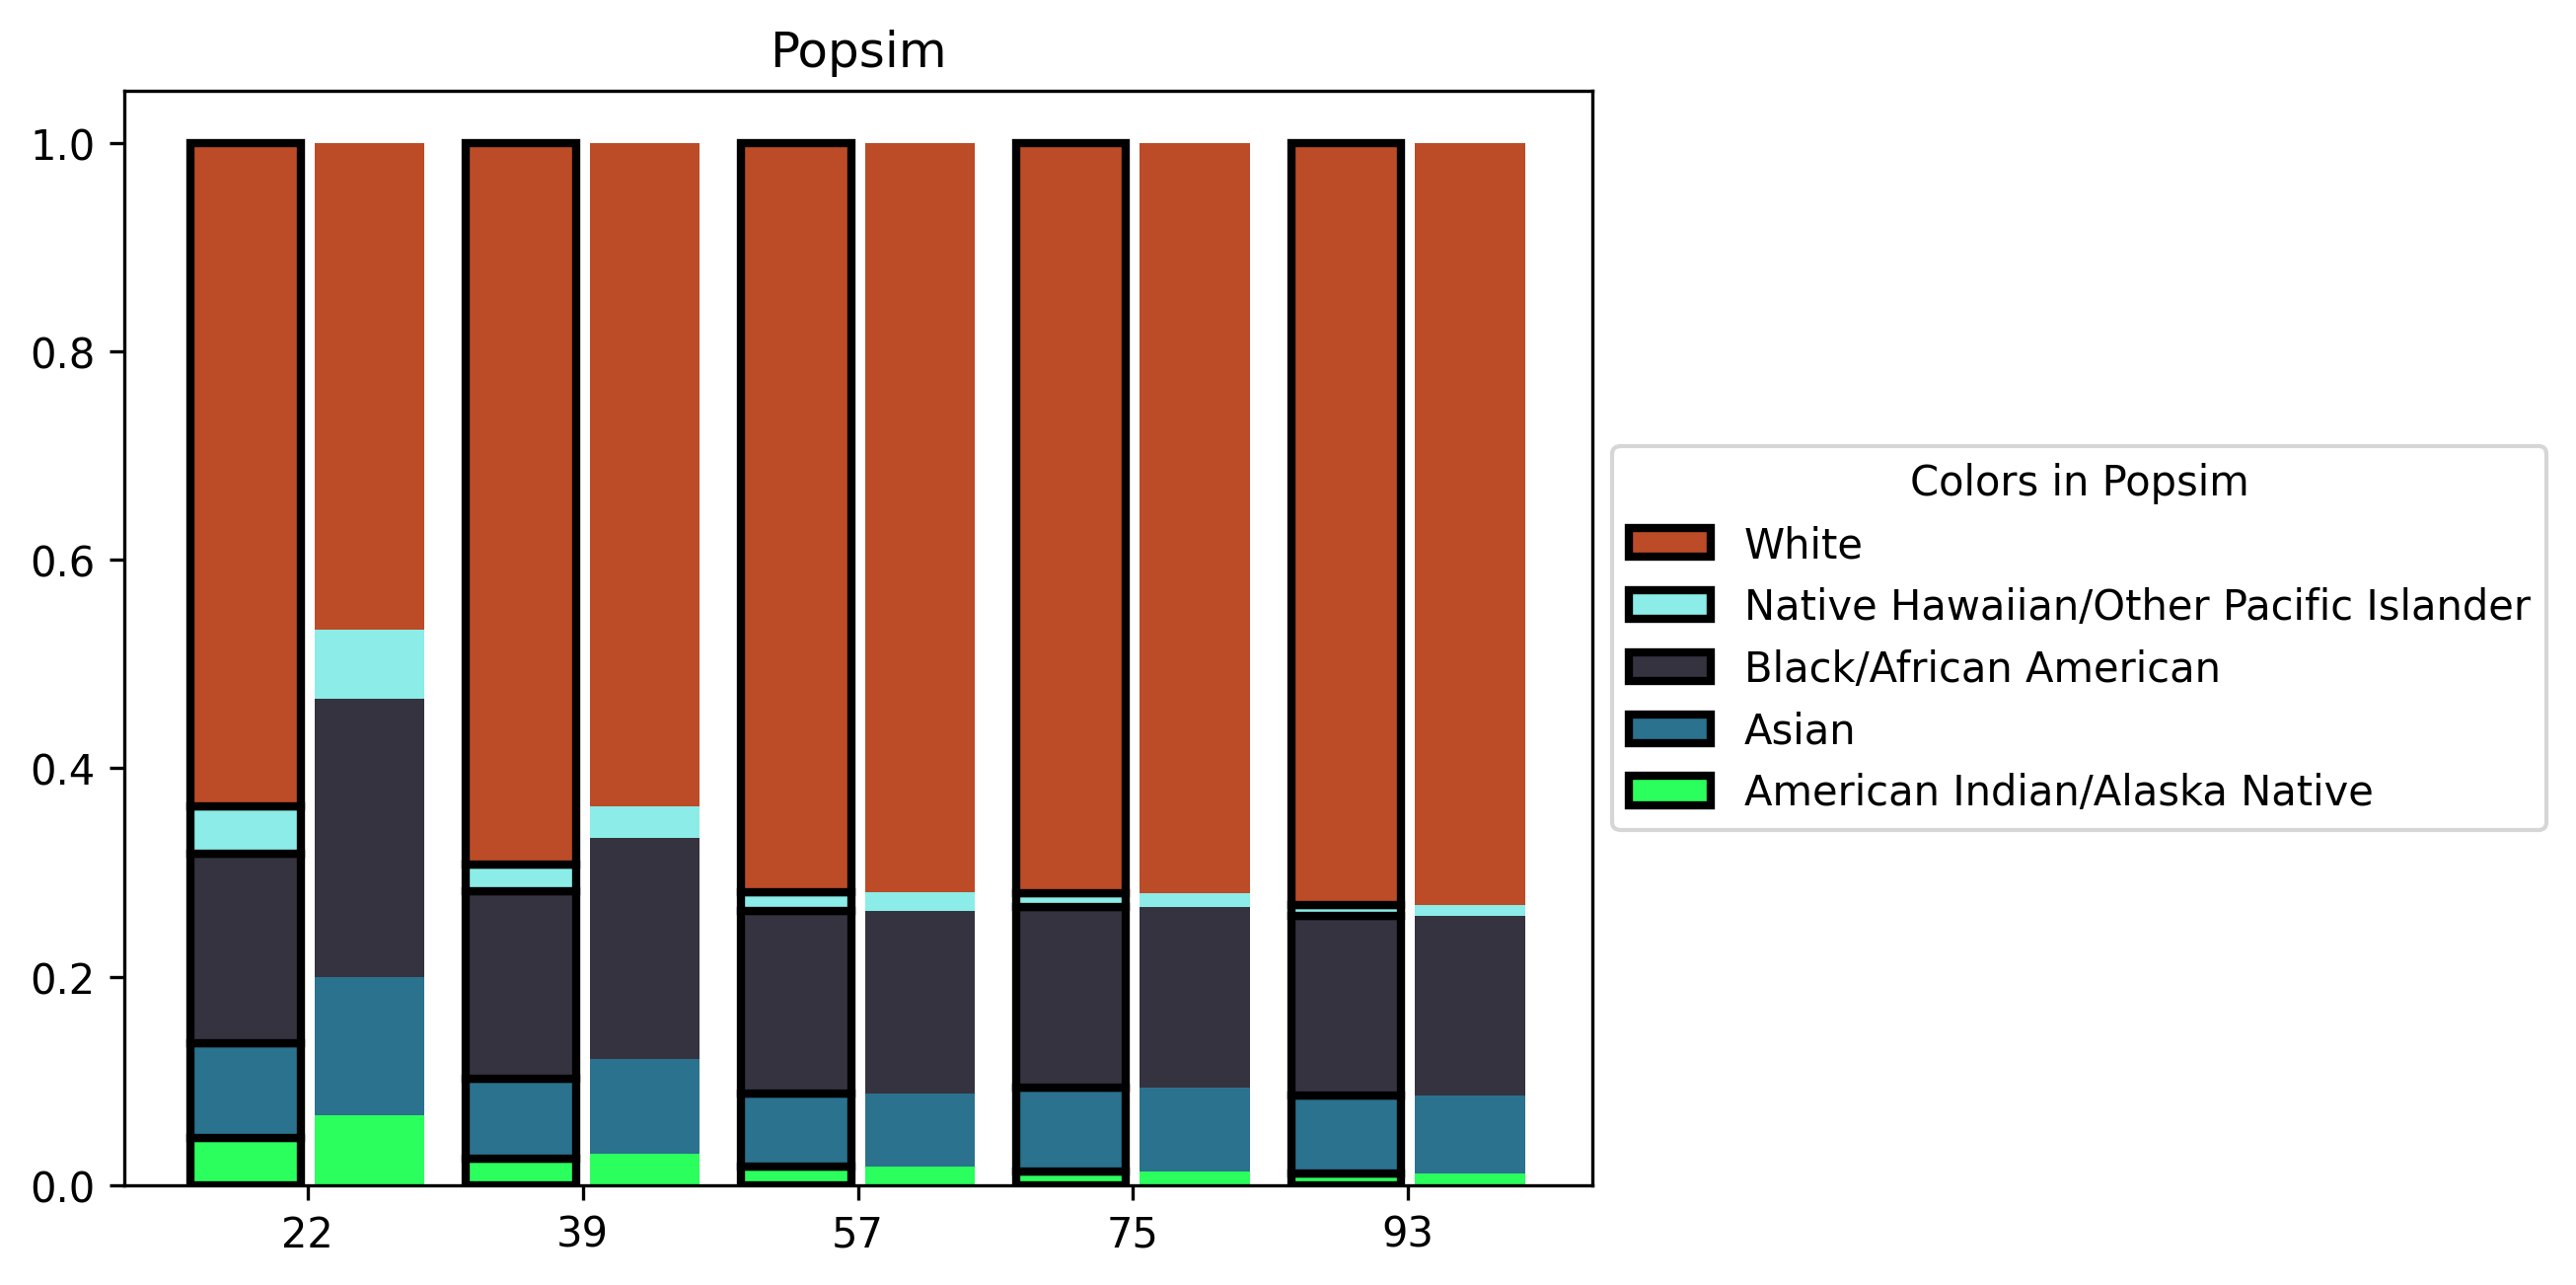 Popsim
1.0
0.8
0.6
0.4
0.2
0.0
22 39 57 75 93
Colors in Popsim
White
Native Hawaiian/Other Pacific Islander
Black/African American
Asian
American Indian/Alaska Native